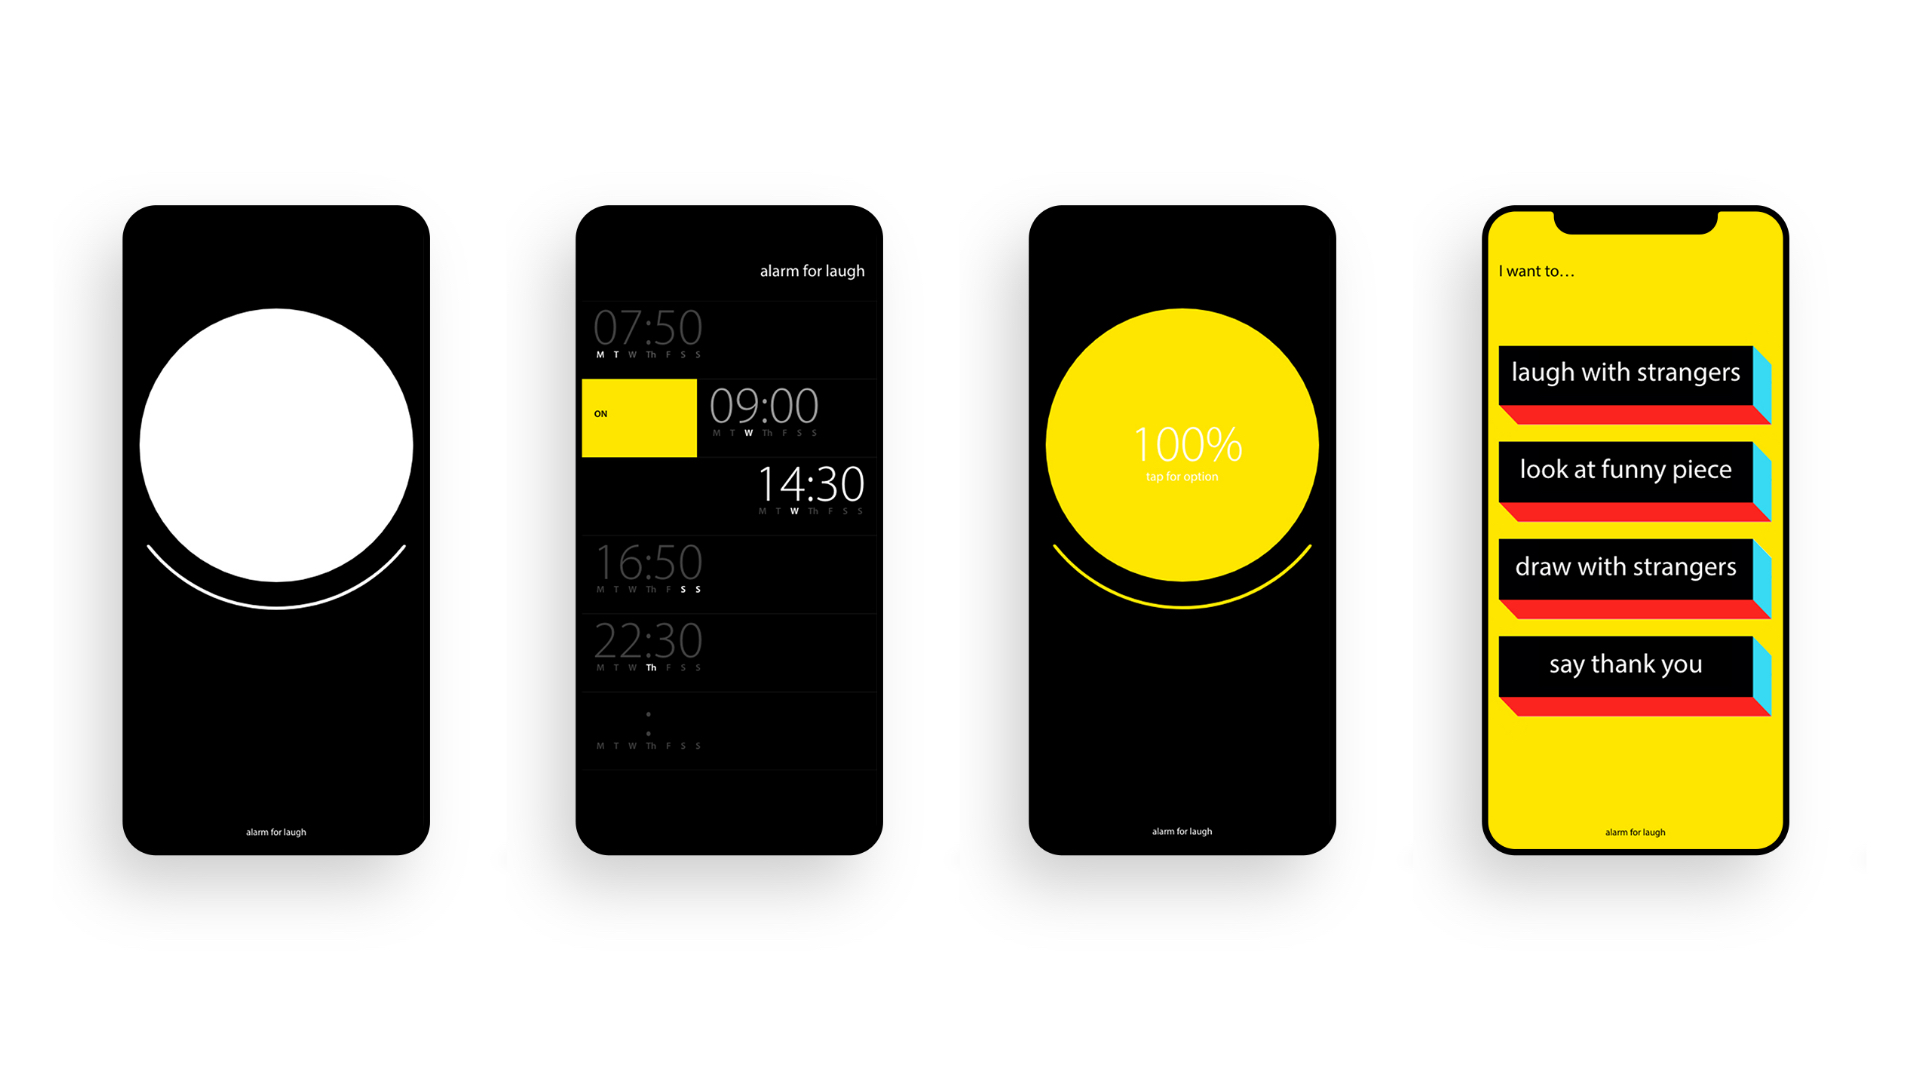 alarm for laugh
alarm for laugh
07:50
M T W Th F S S
ON
09:00
M T W Th F S S
14:30
M T W Th F S S
16:50
M T W Th F S S
22:30
M T W Th F S S
:
M T W Th F S S
100%
tap for option
alarm for laugh
I want to...
laugh with strangers
look at funny piece
draw with strangers
say thank you
alarm for laugh